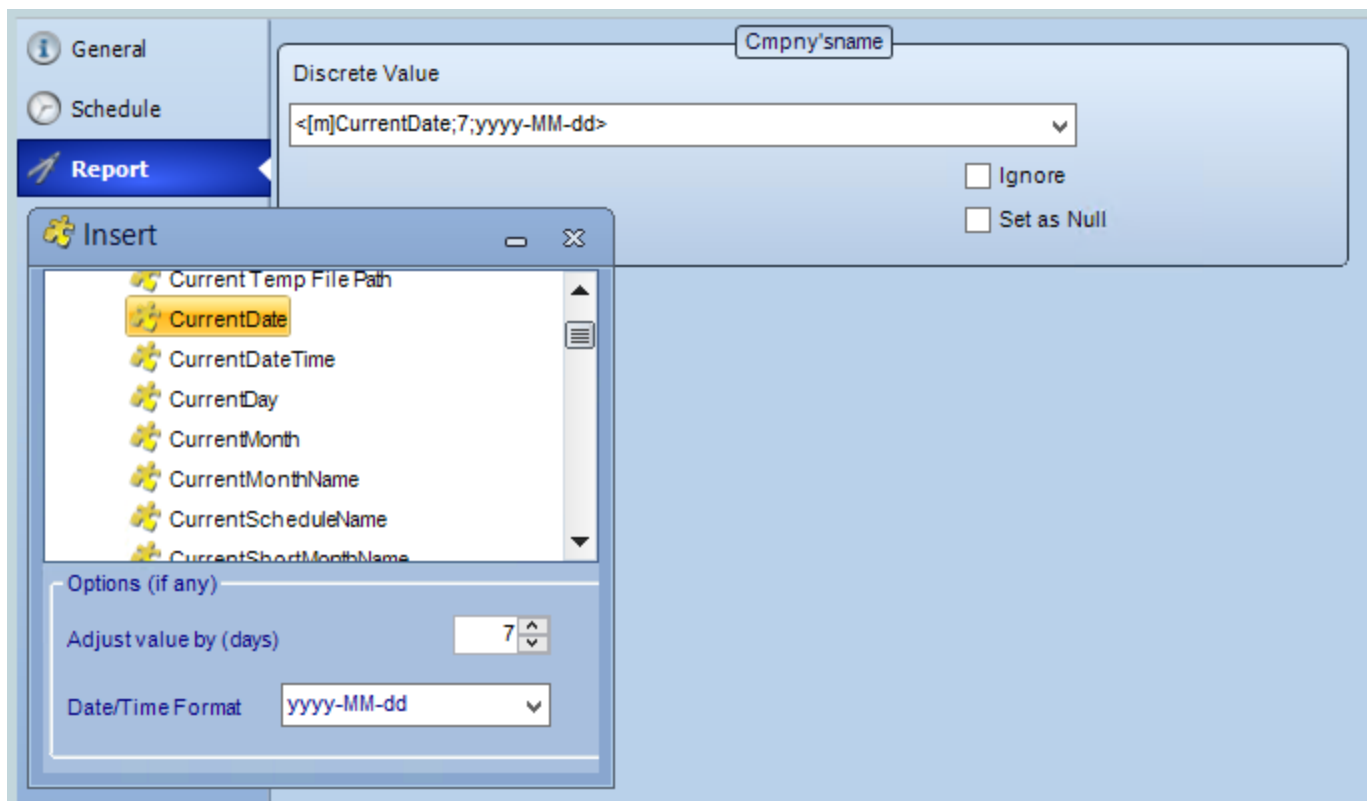 General
Schedule
Report
Cmpny'sname
Discrete Value
<[m]CurrentDate;7;yyyy-MM-dd>
Ignore
Set as Null
Insert
Current Temp File Path
CurrentDate
CurrentDateTime
CurrentDay
CurrentMonth
CurrentMonthName
CurrentScheduleName
CurrentShortMonthName
Options (if any)
Adjust value by (days)
7
Date/Time Format
yyyy-MM-dd